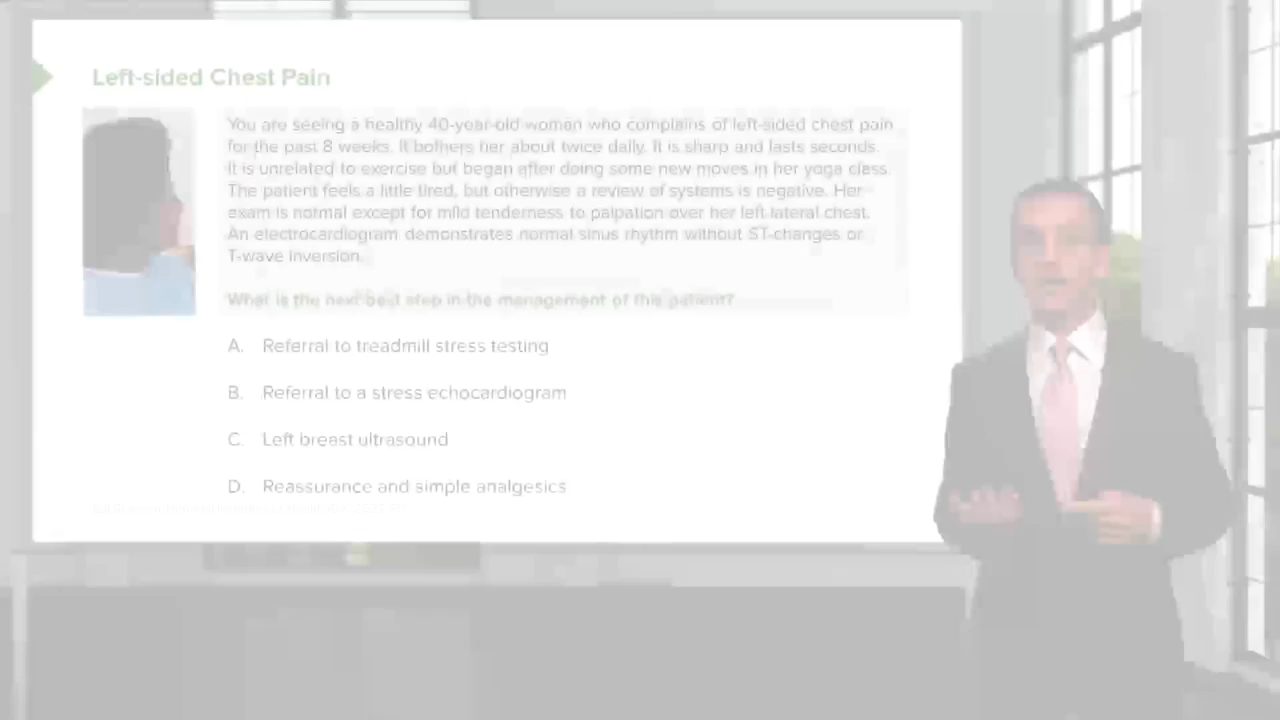 Left-sided Chest Pain
You are seeing a healthy 40-year-old woman who complains of left-sided chest pain
for the past 8 weeks. It bothers her about twice daily. It is sharp and lasts seconds.
It is unrelated to exercise but began after doing some new moves in her yoga class.
The patient feels a little tired, but otherwise a review of systems is negative. Her
exam is normal except for mild tenderness to palpation over her left lateral chest.
An electrocardiogram demonstrates normal sinus rhythm without ST-changes or
T-wave inversion.
What is the next best step in the management of this patient?
A. Referral to treadmill stress testing
B. Referral to a stress echocardiogram
C. Left breast ultrasound
D. Reassurance and simple analgesics